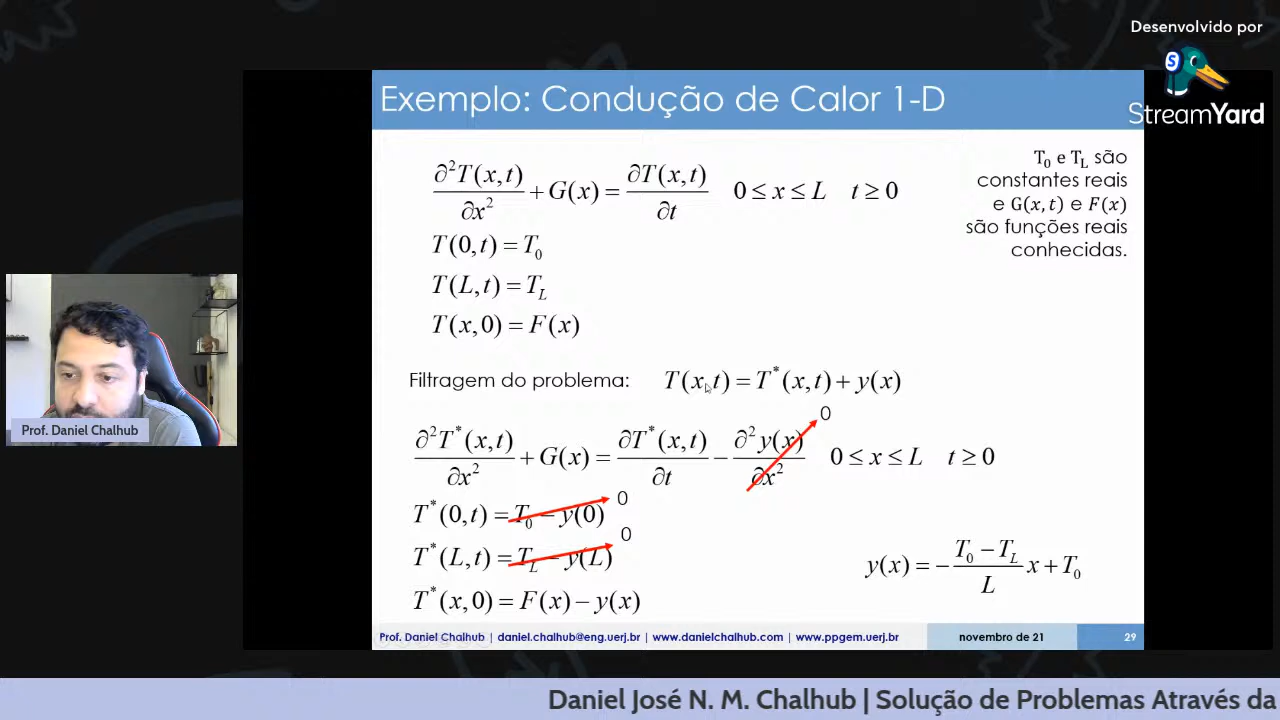 Desenvolvido por
S
StreamYard
Exemplo: Condução de Calor 1-D
∂²T(x,t)/∂x² + G(x) = ∂T(x,t)/∂t   0 ≤ x ≤ L   t ≥ 0
T(0,t) = T₀
T(L,t) = T_L
T(x,0) = F(x)
T₀ e T_L são
constantes reais
e G(x,t) e F(x)
são funções reais
conhecidas.
Filtragem do problema:   T(x,t) = T*(x,t) + y(x)
∂²T*(x,t)/∂x² + G(x) = ∂T*(x,t)/∂t − ∂²y(x)/∂x²   0   0 ≤ x ≤ L   t ≥ 0
T*(0,t) = T₀ − y(0)   0
T*(L,t) = T_L − y(L)   0
T*(x,0) = F(x) − y(x)
y(x) = −(T₀ − T_L)/L x + T₀
Prof. Daniel Chalhub | daniel.chalhub@eng.uerj.br | www.danielchalhub.com | www.ppgem.uerj.br   novembro de 21   29
Prof. Daniel Chalhub
Daniel José N. M. Chalhub | Solução de Problemas Através da